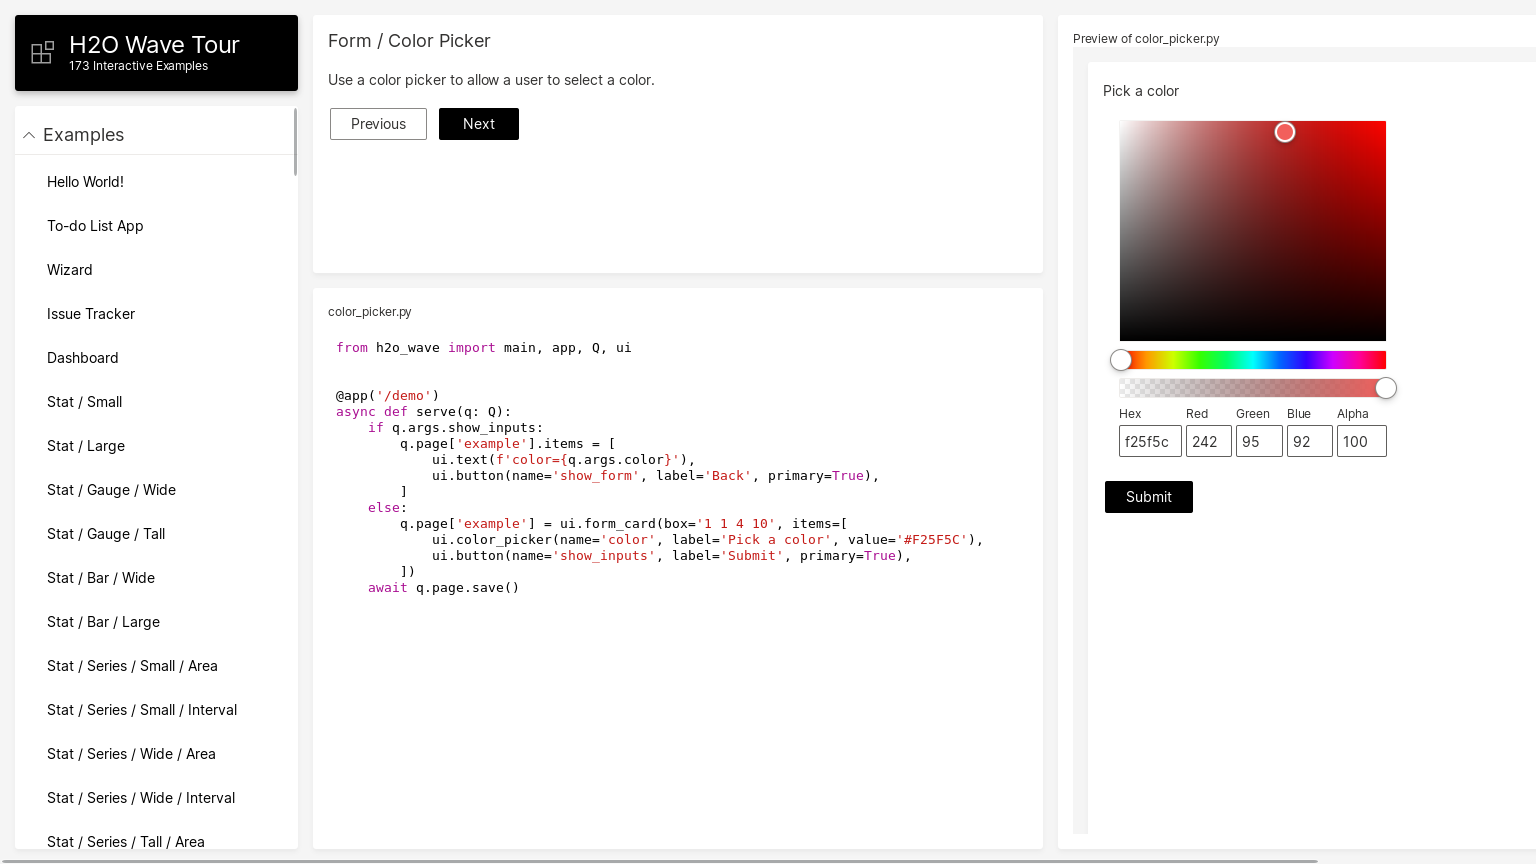 H2O Wave Tour
173 Interactive Examples
Examples
Hello World!
To-do List App
Wizard
Issue Tracker
Dashboard
Stat / Small
Stat / Large
Stat / Gauge / Wide
Stat / Gauge / Tall
Stat / Bar / Wide
Stat / Bar / Large
Stat / Series / Small / Area
Stat / Series / Small / Interval
Stat / Series / Wide / Area
Stat / Series / Wide / Interval
Stat / Series / Tall / Area
Form / Color Picker
Use a color picker to allow a user to select a color.
Previous Next
color_picker.py
from h2o_wave import main, app, Q, ui
@app('/demo')
async def serve(q: Q):
    if q.args.show_inputs:
        q.page['example'].items = [
            ui.text(f'color={q.args.color}'),
            ui.button(name='show_form', label='Back', primary=True),
        ]
    else:
        q.page['example'] = ui.form_card(box='1 1 4 10', items=[
            ui.color_picker(name='color', label='Pick a color', value='#F25F5C'),
            ui.button(name='show_inputs', label='Submit', primary=True),
        ])
    await q.page.save()
Preview of color_picker.py
Pick a color
Hex Red Green Blue Alpha
f25f5c 242 95 92 100
Submit